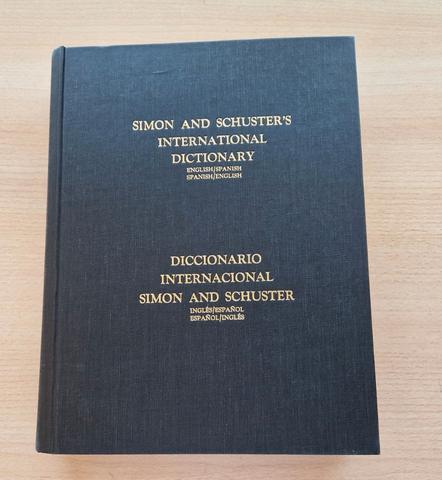 SIMON AND SCHUSTER'S
INTERNATIONAL
DICTIONARY
ENGLISH/SPANISH
SPANISH/ENGLISH
DICCIONARIO
INTERNACIONAL
SIMON AND SCHUSTER
INGLÉS/ESPAÑOL
ESPAÑOL/INGLÉS